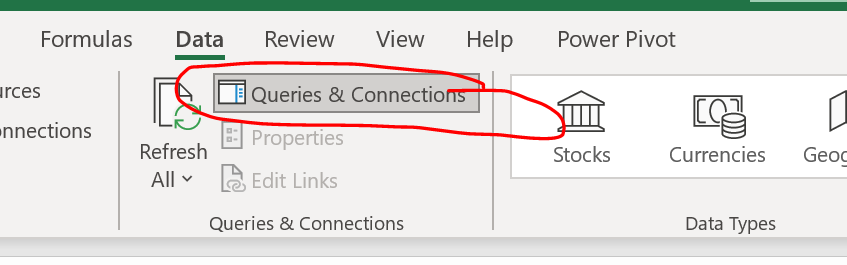 Formulas Data Review View Help Power Pivot
urces
onnections
Refresh
All
Queries & Connections
Properties
Edit Links
Queries & Connections
Stocks Currencies Geog
Data Types